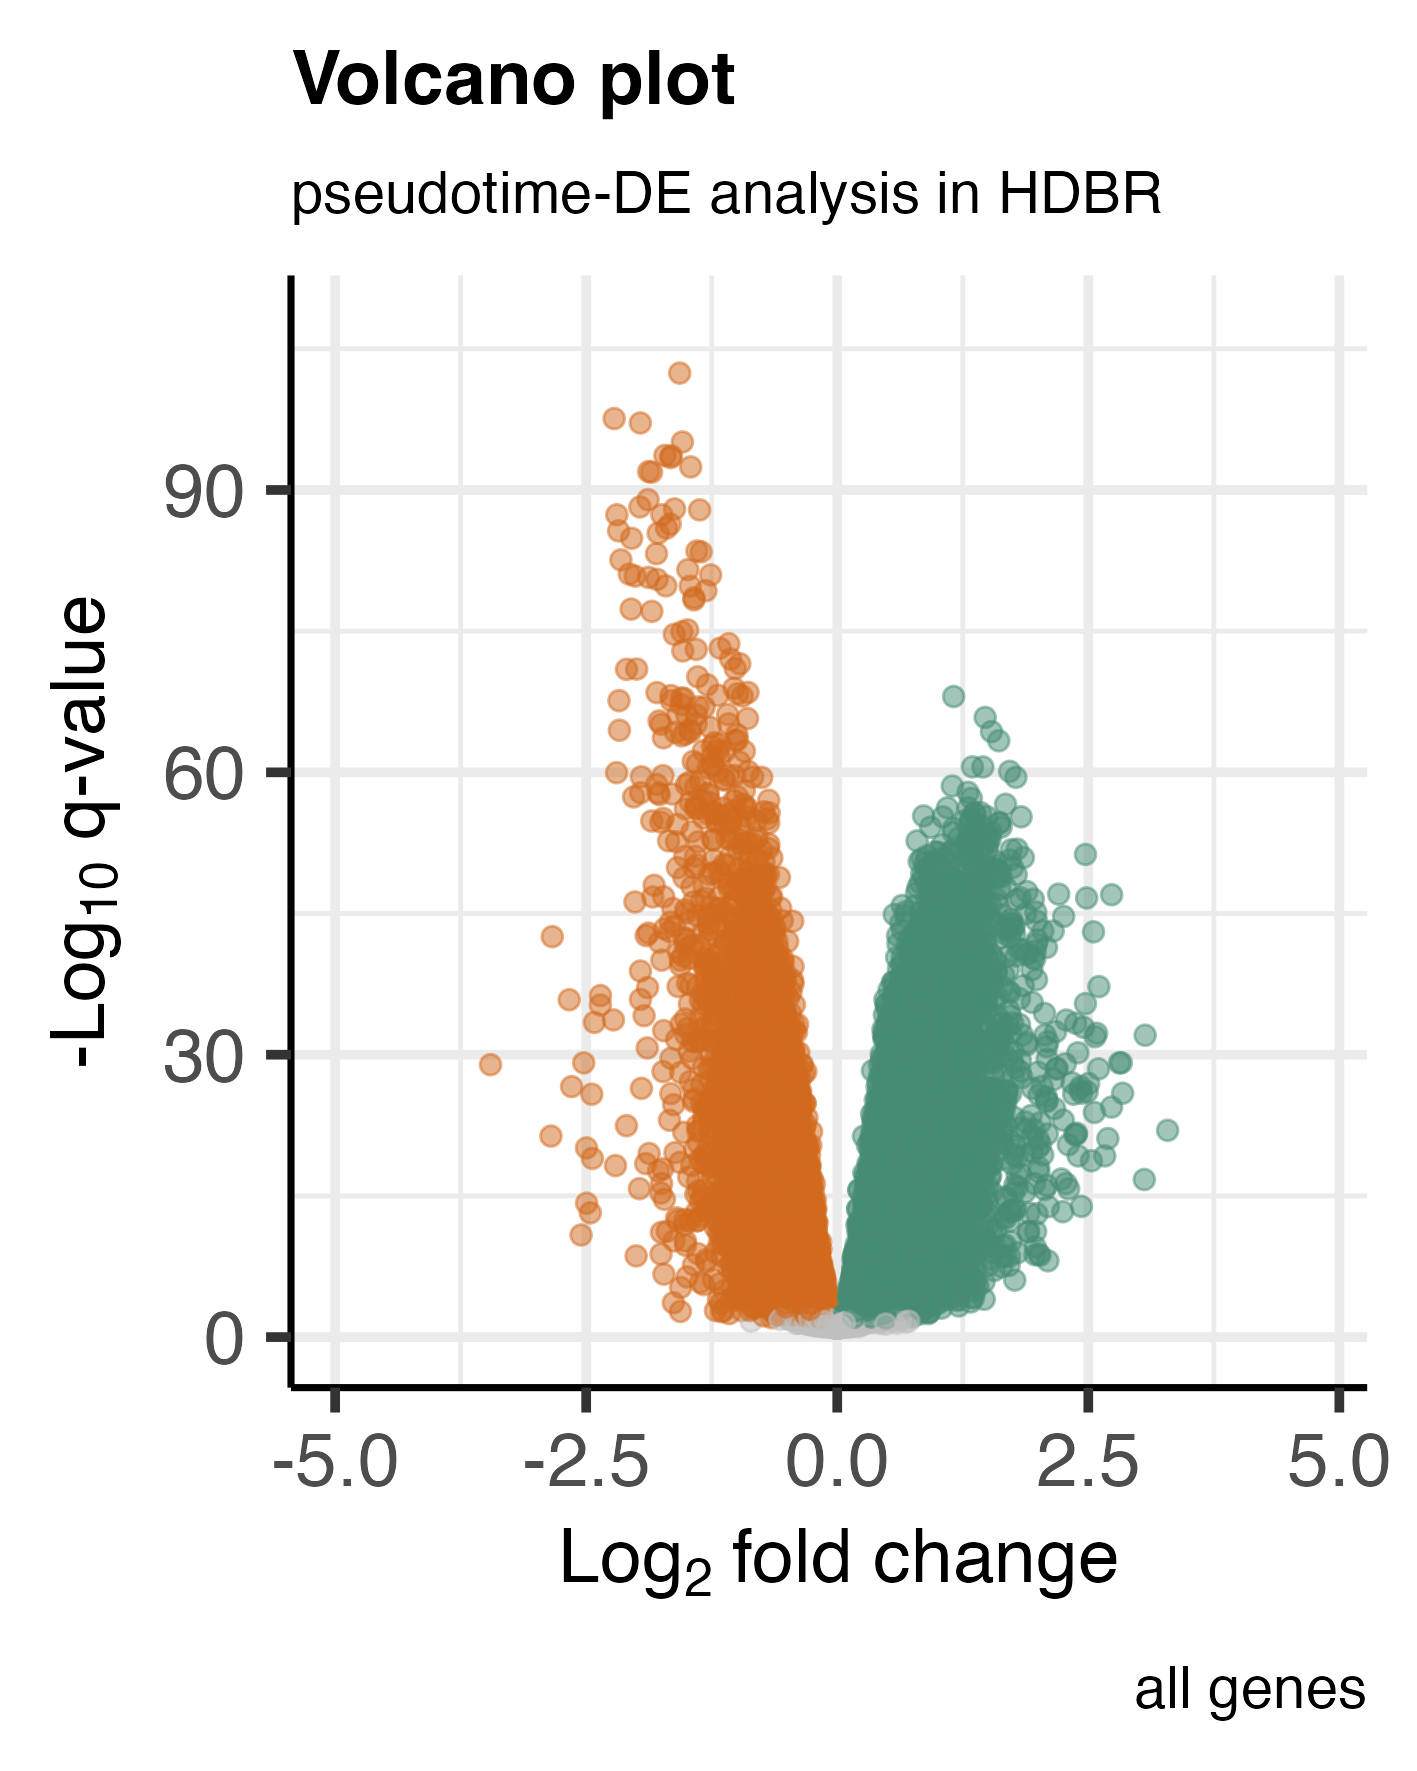 Volcano plot
pseudotime-DE analysis in HDBR
-Log10 q-value
90
60
30
0
-5.0 -2.5 0.0 2.5 5.0
Log2 fold change
all genes